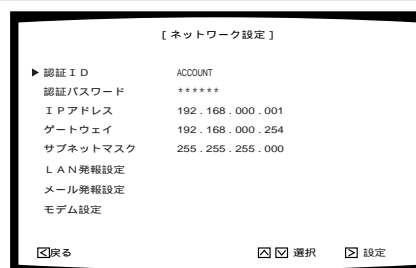 [ネットワーク設定]
▶ 認証ID ACCOUNT
認証パスワード ******
IPアドレス 192.168.000.001
ゲートウェイ 192.168.000.254
サブネットマスク 255.255.255.000
LAN発報設定
メール発報設定
モデム設定
戻る 選択 設定